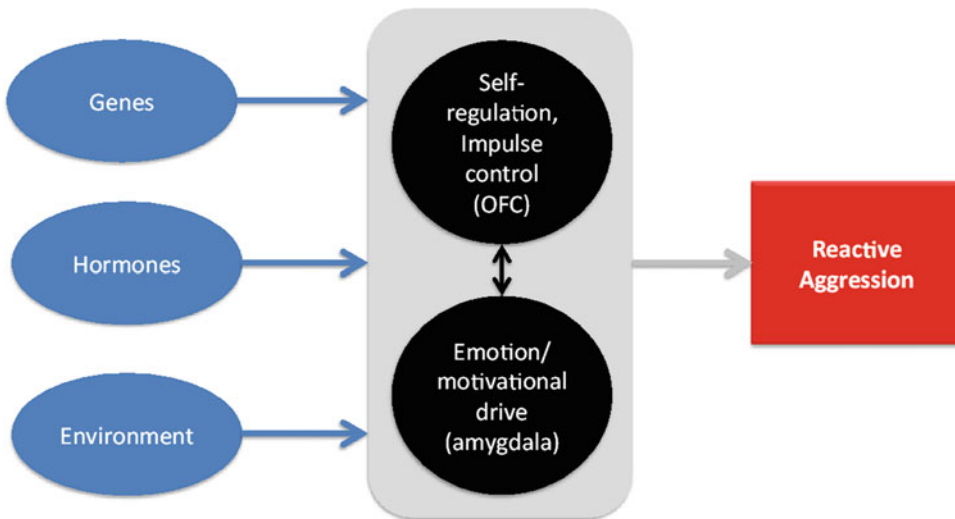 Genes
Hormones
Environment
Self-
regulation,
Impulse
control
(OFC)
Emotion/
motivational
drive
(amygdala)
Reactive
Aggression